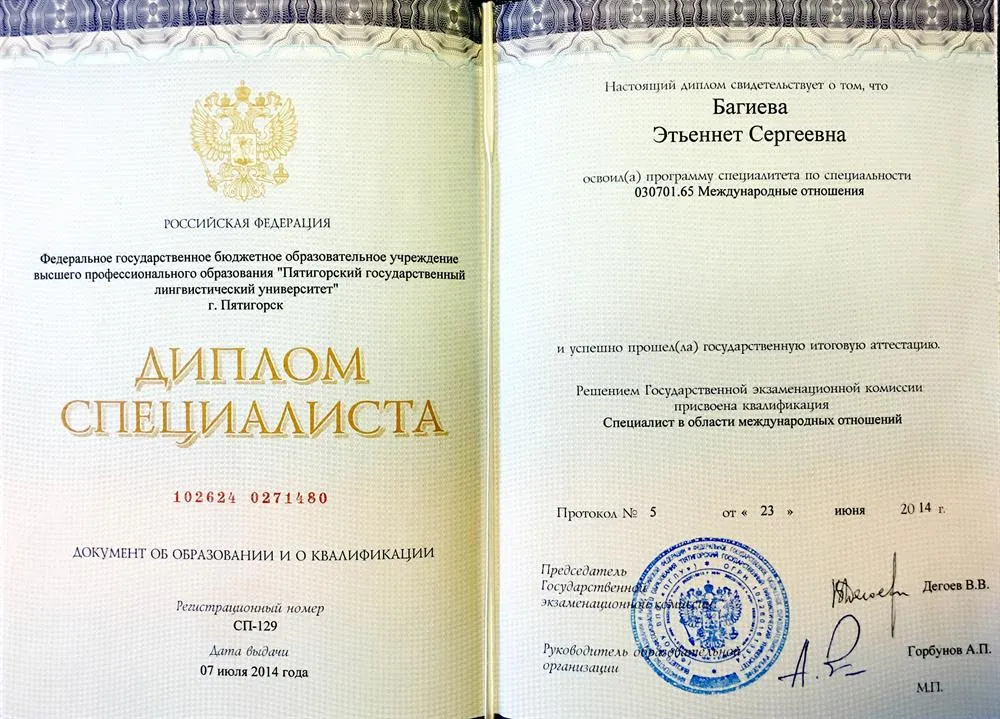 РОССИЙСКАЯ ФЕДЕРАЦИЯ
Федеральное государственное бюджетное образовательное учреждение
высшего профессионального образования "Пятигорский государственный
лингвистический университет"
г. Пятигорск
ДИПЛОМ
СПЕЦИАЛИСТА
102624 0271480
ДОКУМЕНТ ОБ ОБРАЗОВАНИИ И О КВАЛИФИКАЦИИ
Регистрационный номер
СП-129
Дата выдачи
07 июля 2014 года
Настоящий диплом свидетельствует о том, что
Багиева
Этьеннет Сергеевна
освоил(а) программу специалитета по специальности
030701.65 Международные отношения
и успешно прошел(ла) государственную итоговую аттестацию.
Решением Государственной экзаменационной комиссии
присвоена квалификация
Специалист в области международных отношений
Протокол № 5 от « 23 » июня 2014 г.
Председатель
Государственной
экзаменационной комиссии
Дегоев В.В.
Руководитель образовательной
организации
Горбунов А.П.
М.П.